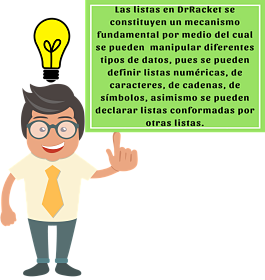 Las listas en DrRacket se
constituyen un mecanismo
fundamental por medio del cual
se pueden manipular diferentes
tipos de datos, pues se pueden
definir listas numéricas, de
caracteres, de cadenas, de
símbolos, asimismo se pueden
declarar listas conformadas por
otras listas.